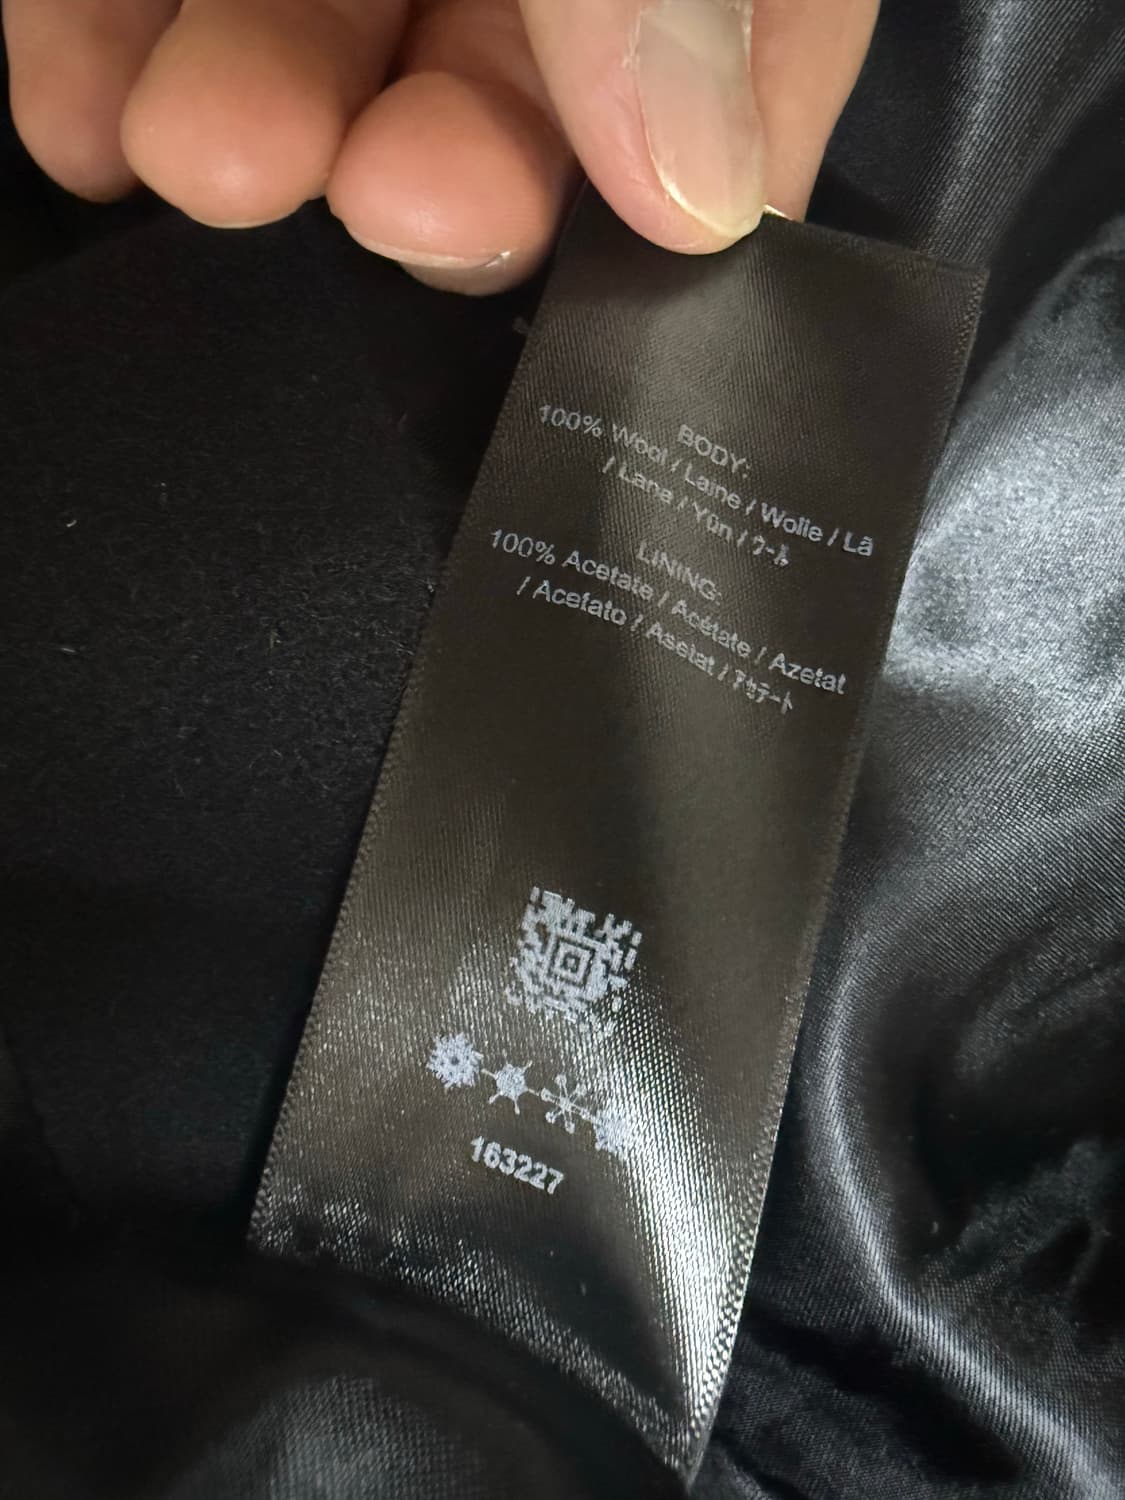 BODY:
100% Wool / Laine / Wolle / Lã
/ Lana / Yün / ウール
LINING:
100% Acetate / Acétate / Azetat
/ Acetato / Asetat / アセテート
163227